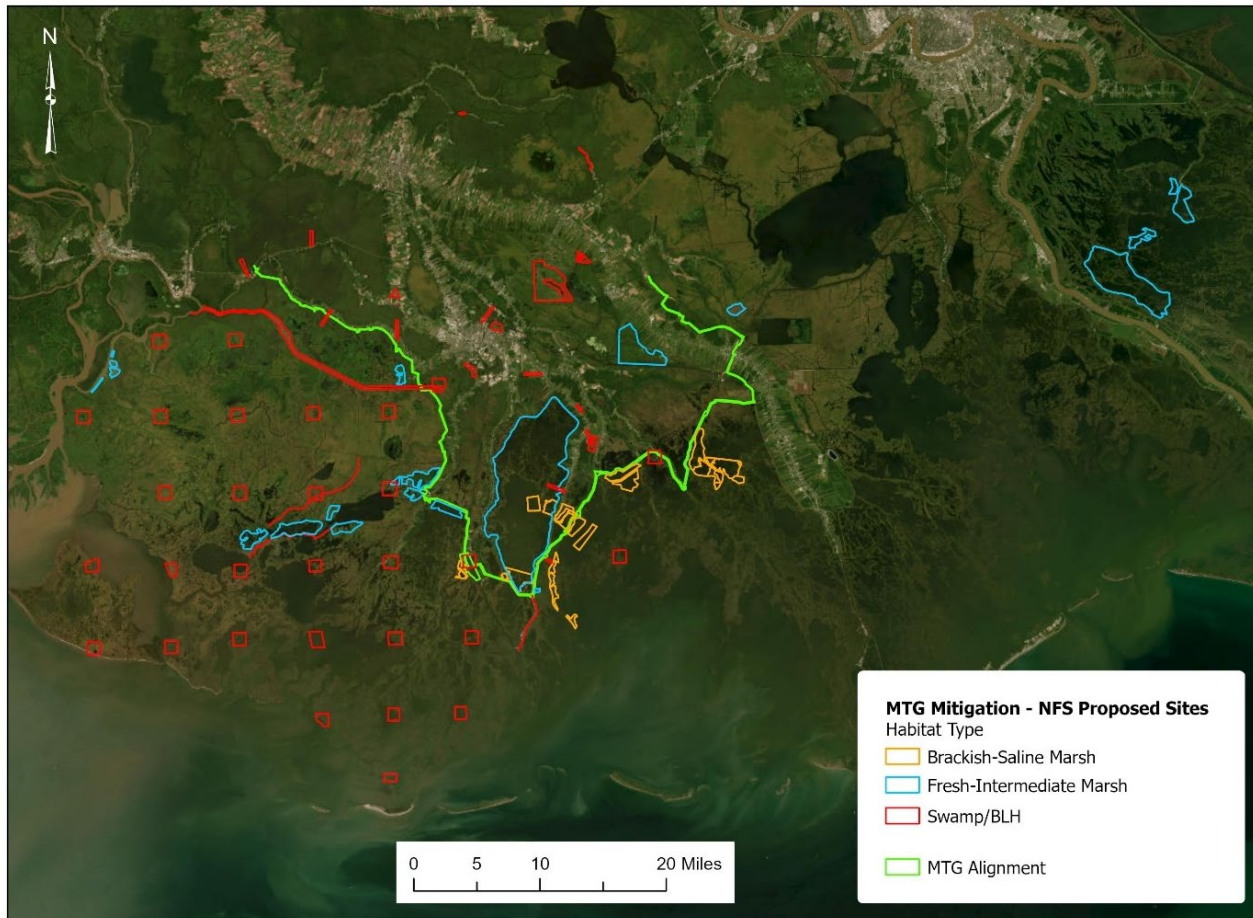 N
MTG Mitigation - NFS Proposed Sites
Habitat Type
Brackish-Saline Marsh
Fresh-Intermediate Marsh
Swamp/BLH
MTG Alignment
0 5 10 20 Miles